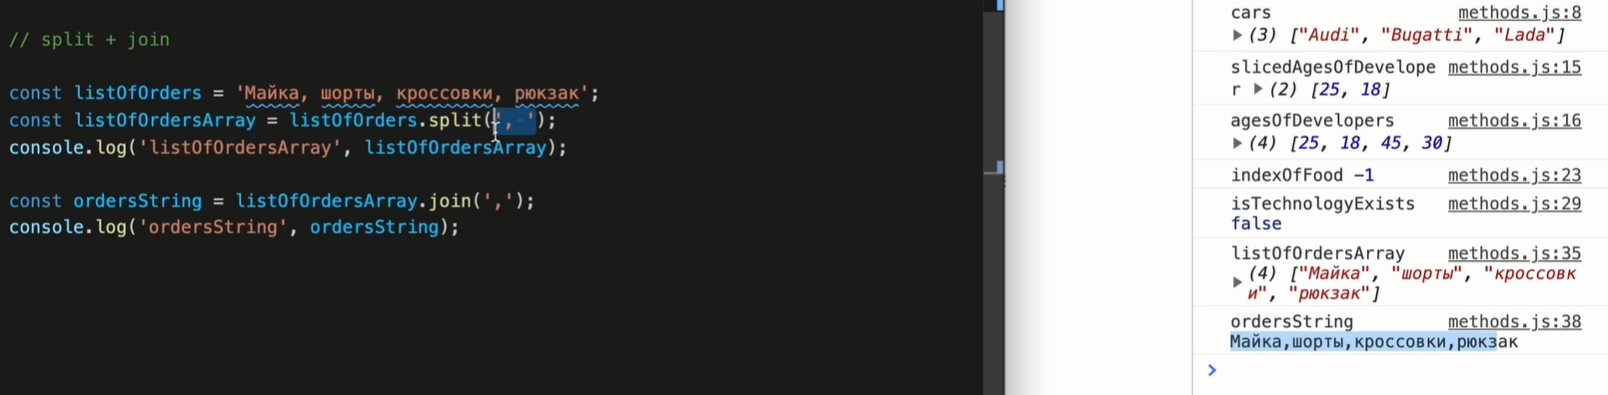 // split + join
const listOfOrders = 'Майка, шорты, кроссовки, рюкзак';
const listOfOrdersArray = listOfOrders.split(', ');
console.log('listOfOrdersArray', listOfOrdersArray);
const ordersString = listOfOrdersArray.join(',');
console.log('ordersString', ordersString);
cars methods.js:8
(3) ["Audi", "Bugatti", "Lada"]
slicedAgesOfDevelope methods.js:15
r (2) [25, 18]
agesOfDevelopers methods.js:16
(4) [25, 18, 45, 30]
indexOfFood -1 methods.js:23
isTechnologyExists methods.js:29
false
listOfOrdersArray methods.js:35
(4) ["Майка", "шорты", "кроссовк
и", "рюкзак"]
ordersString methods.js:38
Майка,шорты,кроссовки,рюкзак